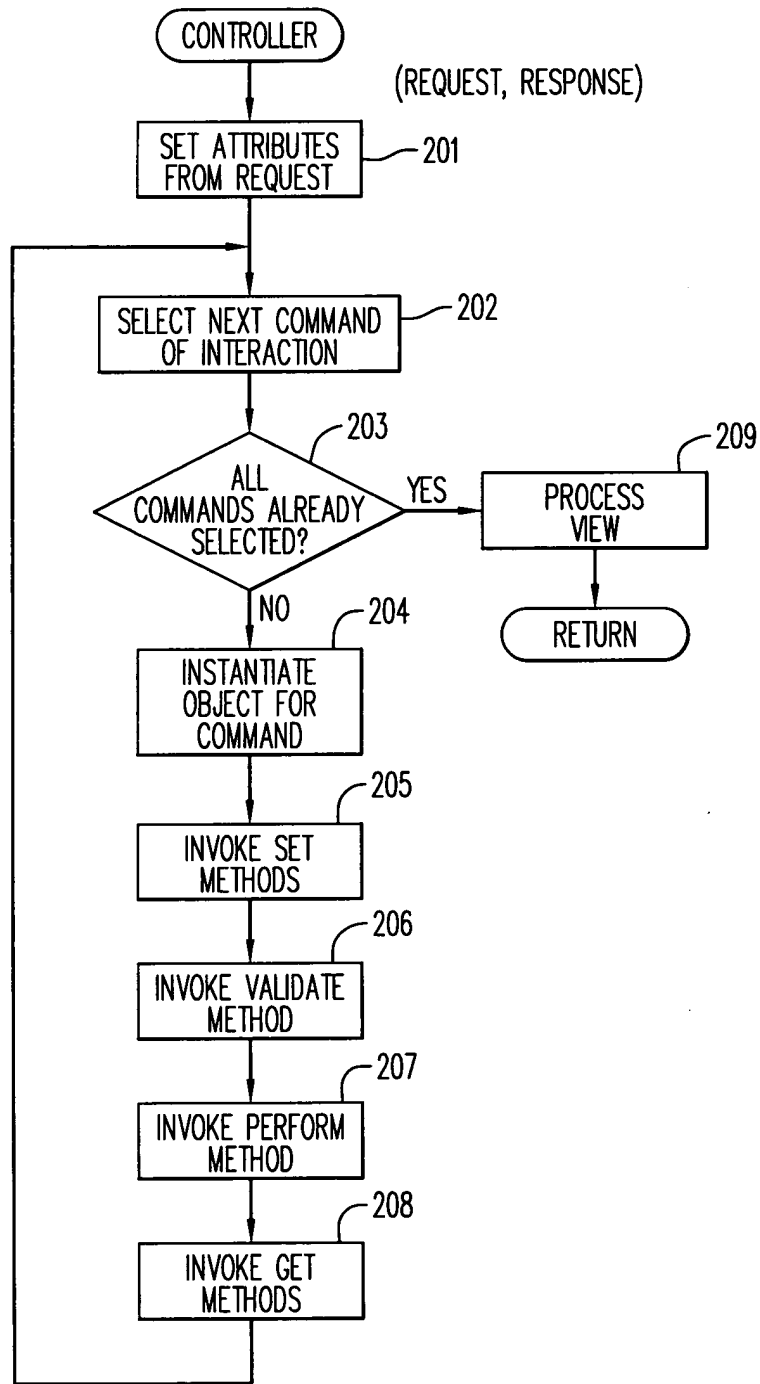 CONTROLLER
(REQUEST, RESPONSE)
SET ATTRIBUTES
FROM REQUEST
201
SELECT NEXT COMMAND
OF INTERACTION
202
203
ALL
COMMANDS ALREADY
SELECTED?
YES
209
PROCESS
VIEW
RETURN
NO
204
INSTANTIATE
OBJECT FOR
COMMAND
205
INVOKE SET
METHODS
206
INVOKE VALIDATE
METHOD
207
INVOKE PERFORM
METHOD
208
INVOKE GET
METHODS